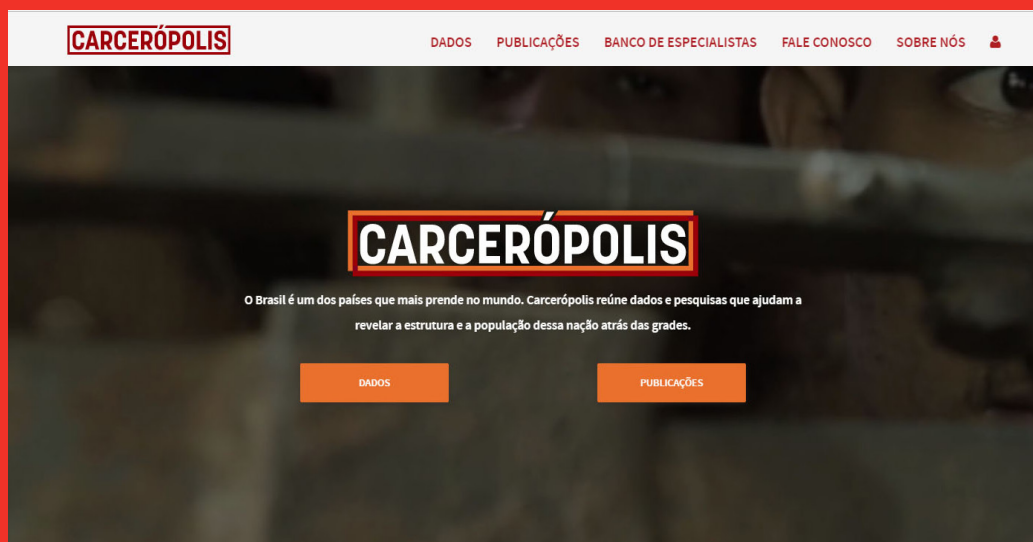 CARCERÓPOLIS
DADOS PUBLICAÇÕES BANCO DE ESPECIALISTAS FALE CONOSCO SOBRE NÓS
CARCERÓPOLIS
O Brasil é um dos países que mais prende no mundo. Carcerópolis reúne dados e pesquisas que ajudam a
revelar a estrutura e a população dessa nação atrás das grades.
DADOS
PUBLICAÇÕES